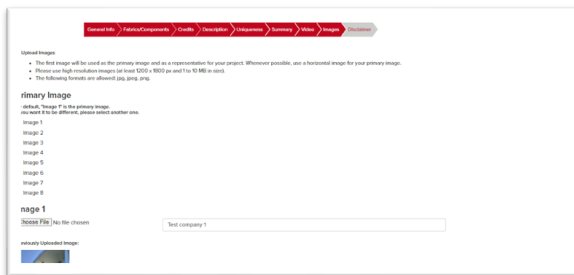 General Info Fabrics/Components Credits Description Uniqueness Summary Video Images Disclaimer
Upload Images
The first image will be used as the primary image and as a representative for your project. Whenever possible, use a horizontal image for your primary image.
Please use high resolution images (at least 1200 x 1800 px and 1 to 10 MB in size).
The following formats are allowed: jpg, jpeg, png.
rimary Image
default, "Image 1" is the primary image.
ou want it to be different, please select another one.
Image 1
Image 2
Image 3
Image 4
Image 5
Image 6
Image 7
Image 8
nage 1
hoose File No file chosen Test company 1
eviously Uploaded Image: